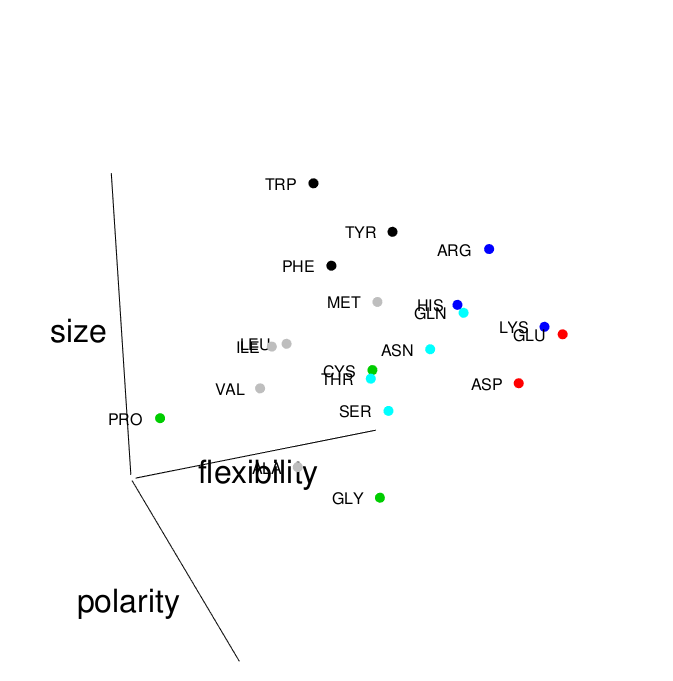 TRP
TYR
ARG
PHE
MET
HIS
GLN
LYS
GLU
size
LEU
ILE
ASN
CYS
THR
ASP
VAL
SER
PRO
ALA
flexibility
GLY
polarity